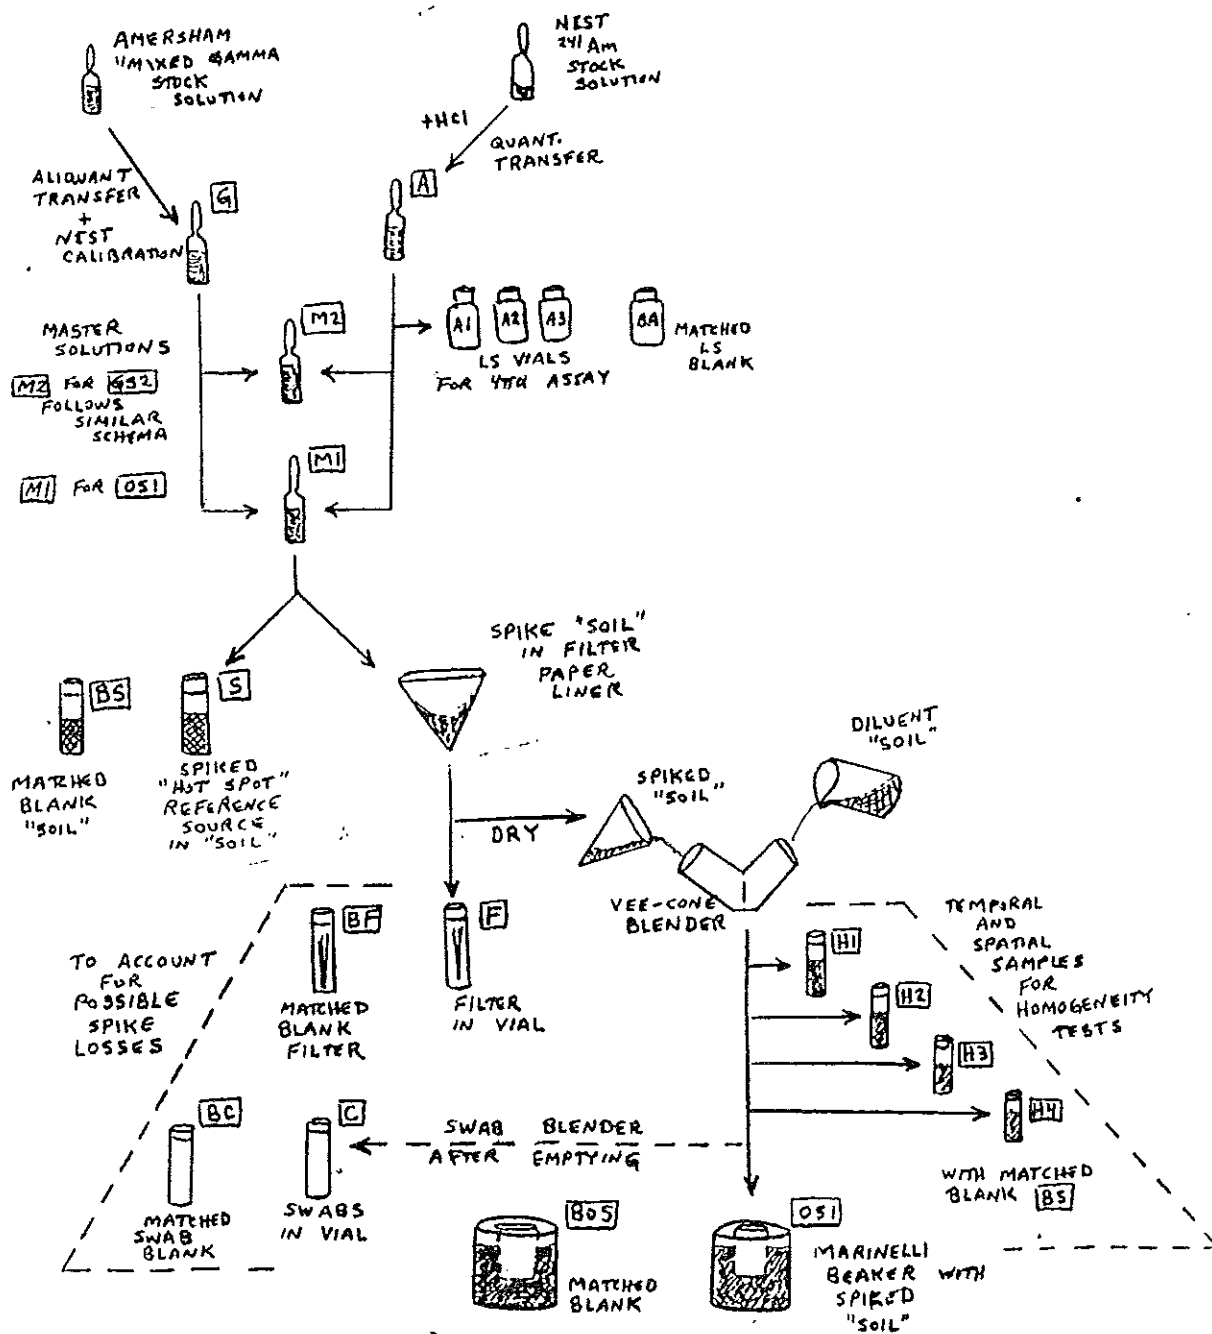 AMERSHAM
"MIXED GAMMA
STOCK
SOLUTION
NIST
241Am
STOCK
SOLUTION
+HCl
QUANT.
TRANSFER
ALIQUANT
TRANSFER
+
NIST
CALIBRATION
G
A
MASTER
SOLUTIONS
M2 FOR GS2
FOLLOWS
SIMILAR
SCHEMA
M1 FOR OS1
M2
A1
A2
A3
BA
LS VIALS
FOR 4πα ASSAY
MATCHED
LS
BLANK
M1
SPIKE "SOIL"
IN FILTER
PAPER
LINER
BS
S
MATCHED
BLANK
"SOIL"
SPIKED
"HOT SPOT"
REFERENCE
SOURCE
IN "SOIL"
DILUENT
"SOIL"
SPIKED
"SOIL"
DRY
VEE-CONE
BLENDER
TO ACCOUNT
FOR
POSSIBLE
SPIKE
LOSSES
BF
F
MATCHED
BLANK
FILTER
FILTER
IN VIAL
TEMPORAL
AND
SPATIAL
SAMPLES
FOR
HOMOGENEITY
TESTS
H1
H2
H3
H4
WITH MATCHED
BLANK BS
BC
C
SWAB BLENDER
AFTER EMPTYING
MATCHED
SWAB
BLANK
SWABS
IN VIAL
BOS
MATCHED
BLANK
OS1
MARINELLI
BEAKER WITH
SPIKED
"SOIL"